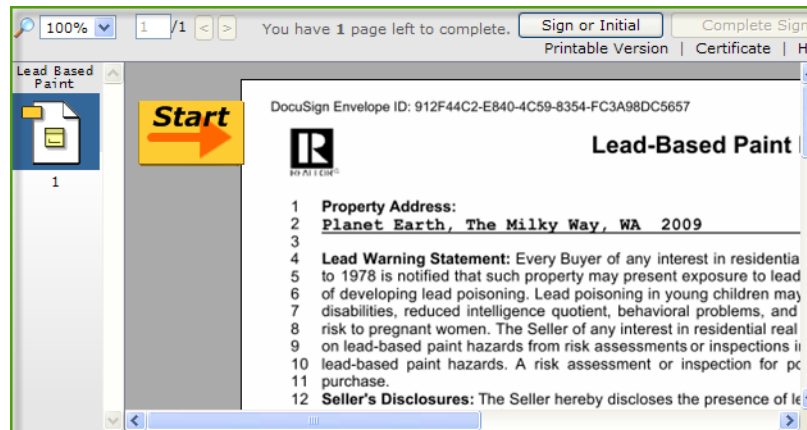 100% 1 /1 < > You have 1 page left to complete. Sign or Initial Complete Sig
Printable Version | Certificate | H
Lead Based
Paint
1
Start
DocuSign Envelope ID: 912F44C2-E840-4C59-8354-FC3A98DC5657
R
REALTOR®
Lead-Based Paint
1 Property Address:
2 Planet Earth, The Milky Way, WA 2009
3
4 Lead Warning Statement: Every Buyer of any interest in residentia
5 to 1978 is notified that such property may present exposure to lead
6 of developing lead poisoning. Lead poisoning in young children may
7 disabilities, reduced intelligence quotient, behavioral problems, and
8 risk to pregnant women. The Seller of any interest in residential real
9 on lead-based paint hazards from risk assessments or inspections i
10 lead-based paint hazards. A risk assessment or inspection for po
11 purchase.
12 Seller's Disclosures: The Seller hereby discloses the presence of le